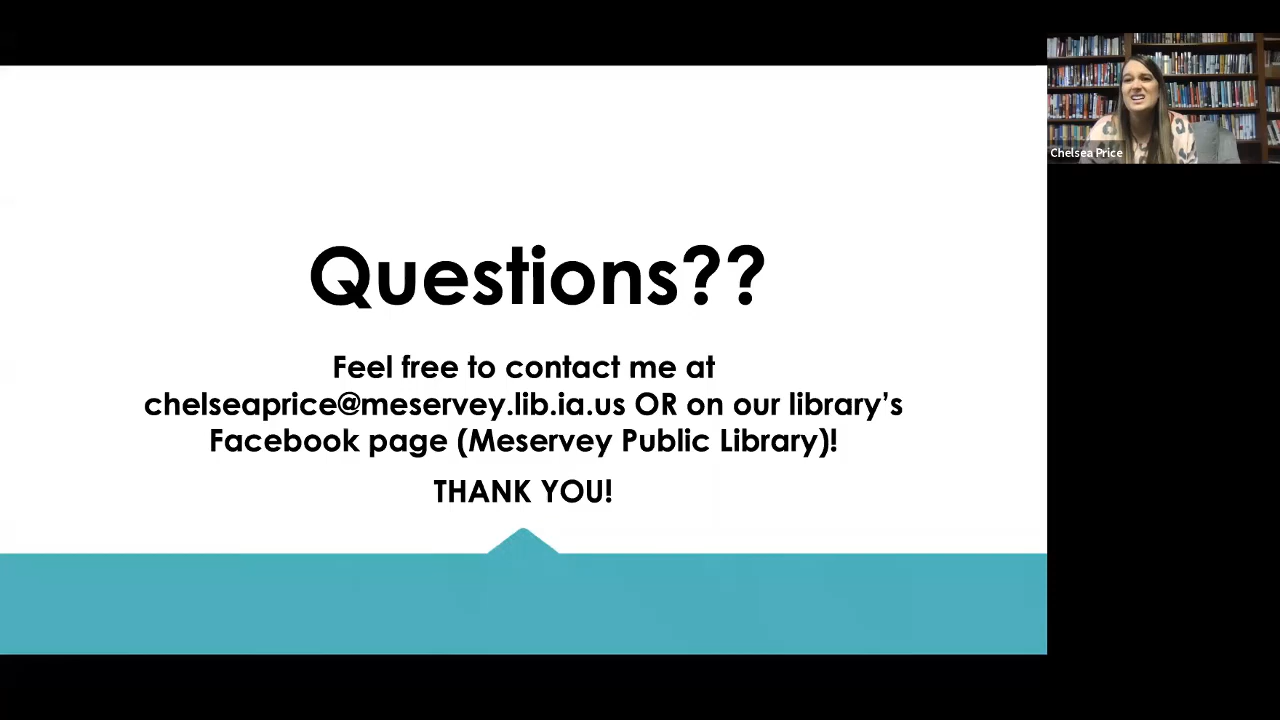 Questions??
Feel free to contact me at
chelseaprice@meservey.lib.ia.us OR on our library’s
Facebook page (Meservey Public Library)!
THANK YOU!
Chelsea Price